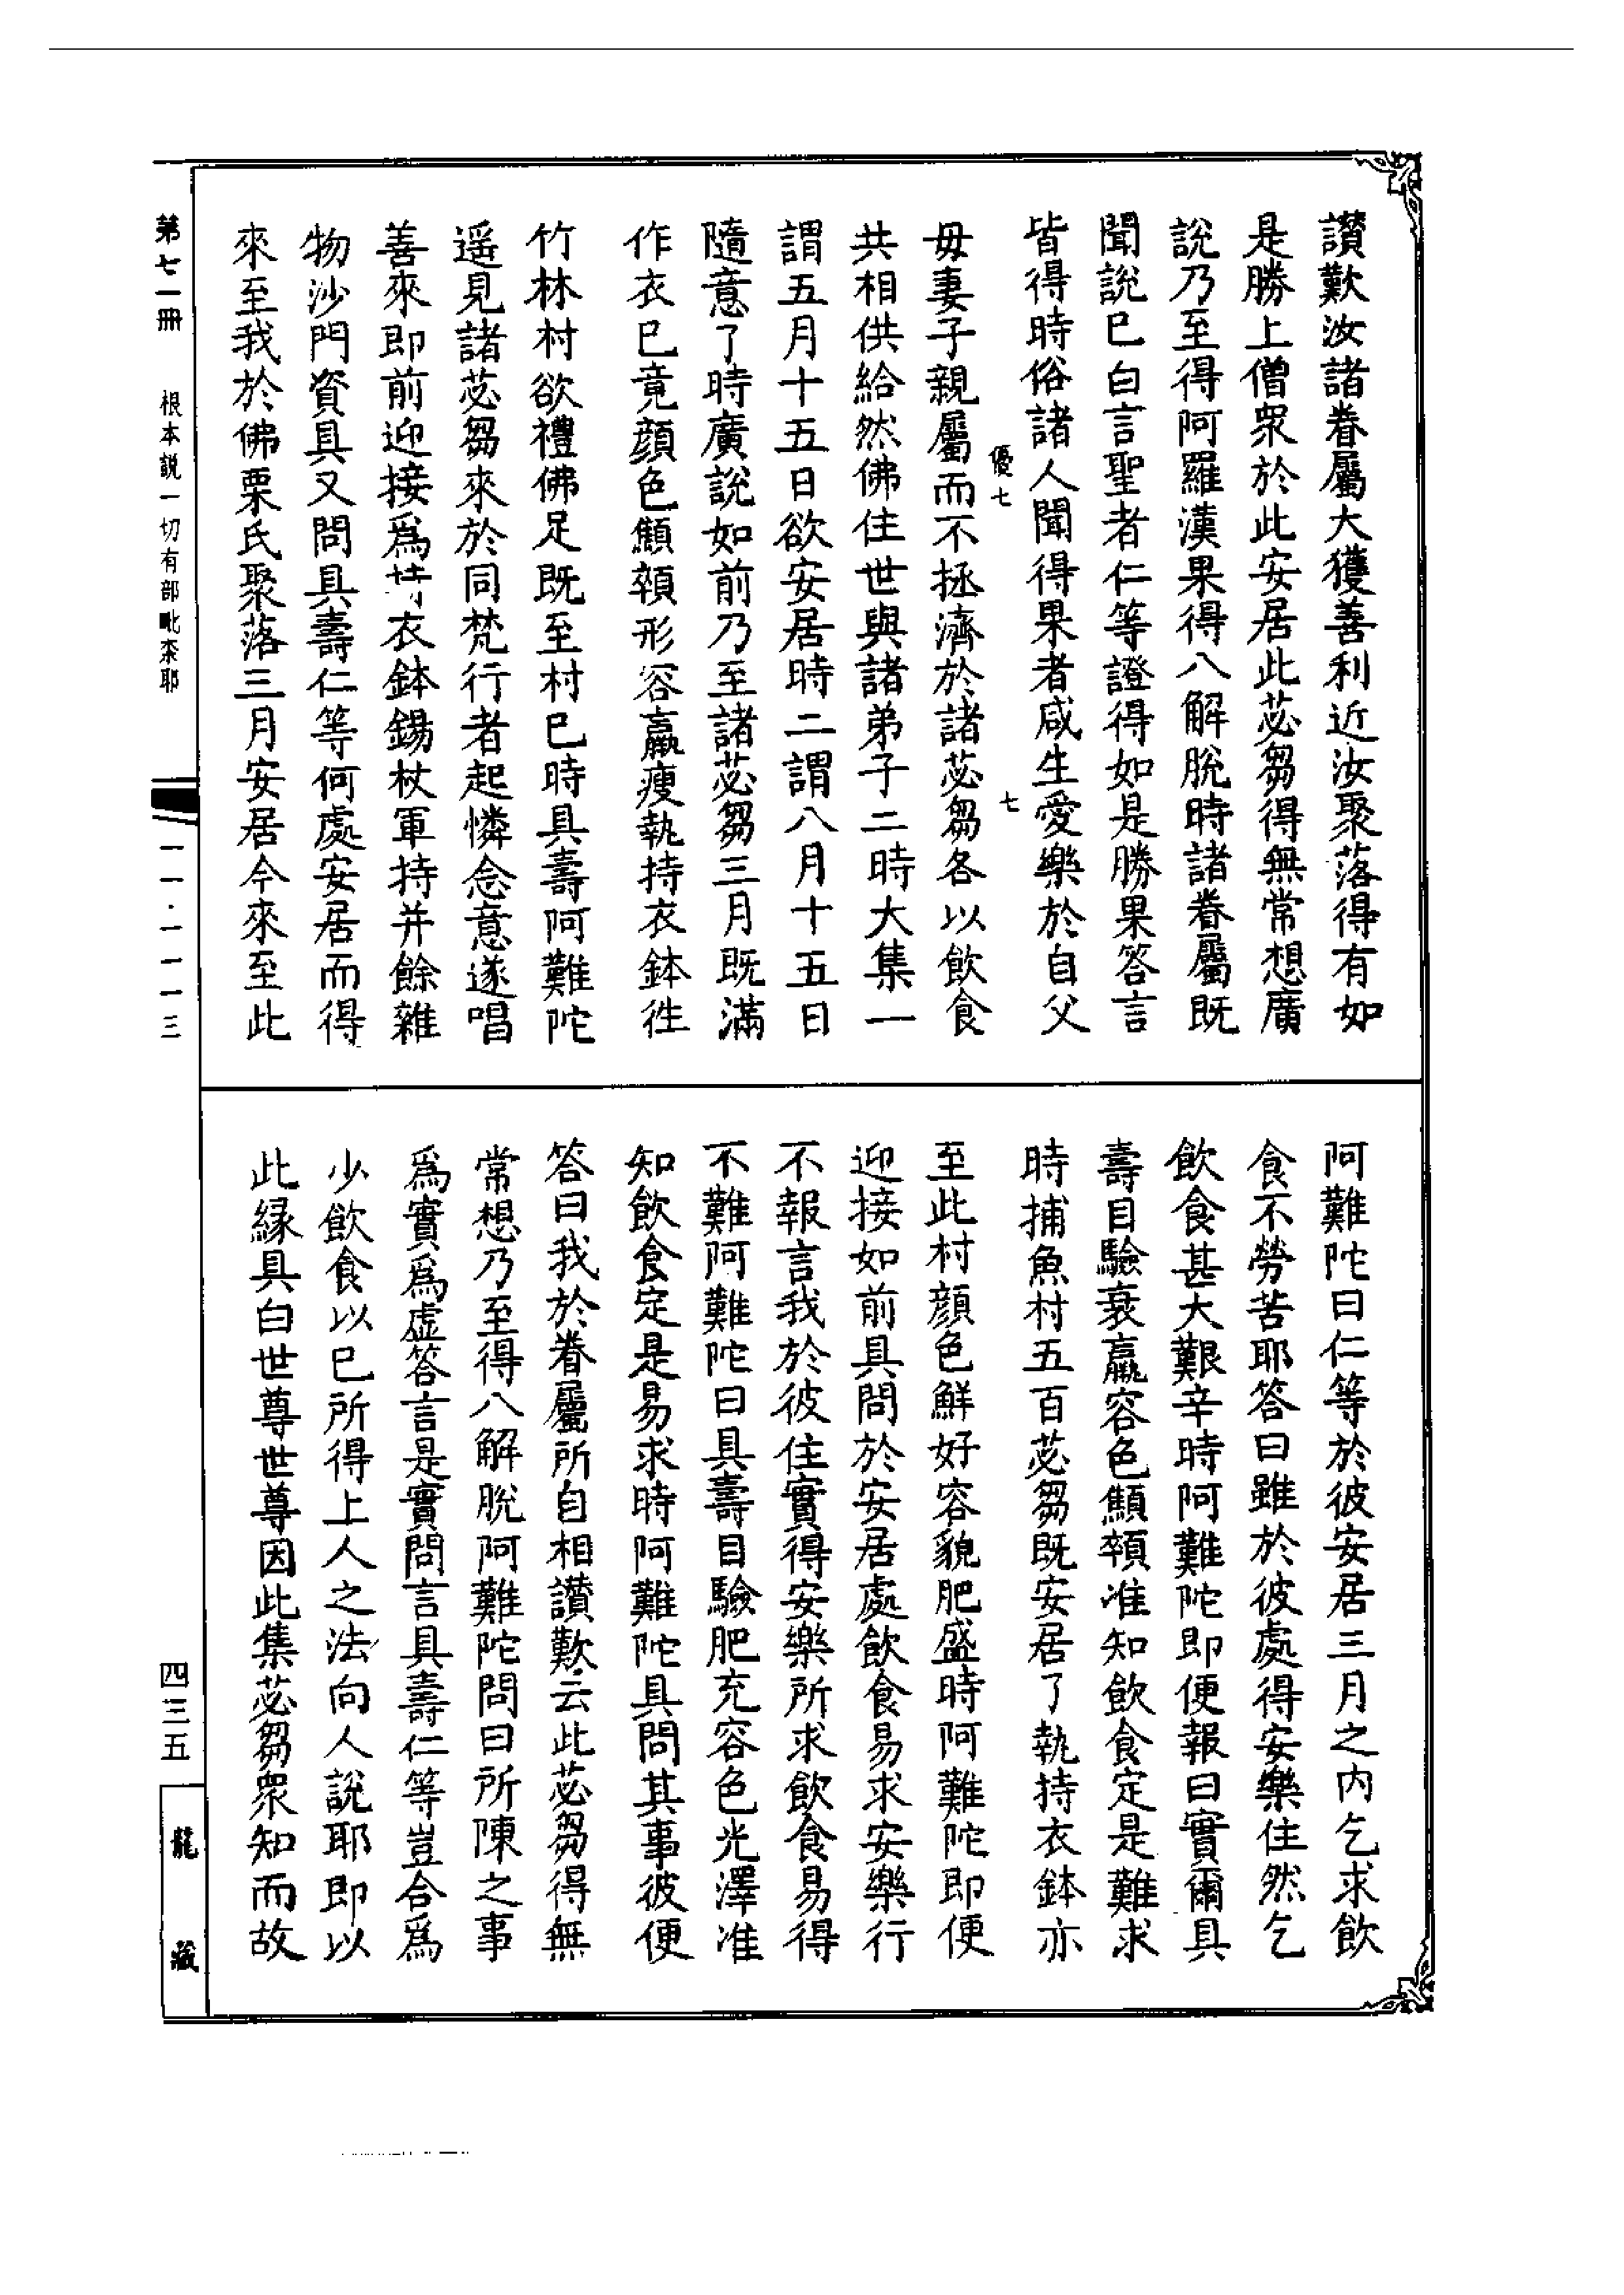 讃歎汝諸眷屬大獲善利近汝聚落得有如
是勝上僧衆於此安居此苾芻得無常想廣
說乃至得阿羅漢果得八解脫時諸眷屬既
聞說已白言聖者仁等證得如是勝果答言
皆得時俗諸人聞得果者咸生愛樂於自父
優七
七
母妻子親屬而不拯濟於諸苾芻各以飲食
共相供給然佛住世與諸弟子二時大集一
謂五月十五日欲安居時二謂八月十五日
隨意了時廣說如前乃至諸苾芻三月既滿
作衣已竟顔色顦顇形容羸瘦執持衣鉢徃
竹林村欲禮佛足既至村已時具壽阿難陀
遥見諸苾芻來於同梵行者起憐念意遂唱
善來即前迎接爲持衣鉢錫杖軍持并餘雜
物沙門資具又問具壽仁等何處安居而得
來至我於佛栗氏聚落三月安居今來至此
阿難陀曰仁等於彼安居三月之内乞求飲
食不勞苦耶答曰雖於彼處得安樂住然乞
飲食甚大艱辛時阿難陀即便報曰實爾具
壽目驗衰羸容色顦顇准知飲食定是難求
時捕魚村五百苾芻既安居了執持衣鉢亦
至此村顔色鮮好容貌肥盛時阿難陀即便
迎接如前具問於安居處飲食易求安樂行
不報言我於彼住實得安樂所求飲食易得
不難阿難陀曰具壽目驗肥充容色光澤准
知飲食定是易求時阿難陀具問其事彼便
答曰我於眷屬所自相讃歎云此苾芻得無
常想乃至得八解脫阿難陀問曰所陳之事
爲實爲虚答言是實問言具壽仁等豈合爲
少飲食以已所得上人之法向人說耶即以
此縁具白世尊世尊因此集苾芻衆知而故
第七一冊
根本説一切有部毗柰耶
一一·一一一三
四三五
龍藏